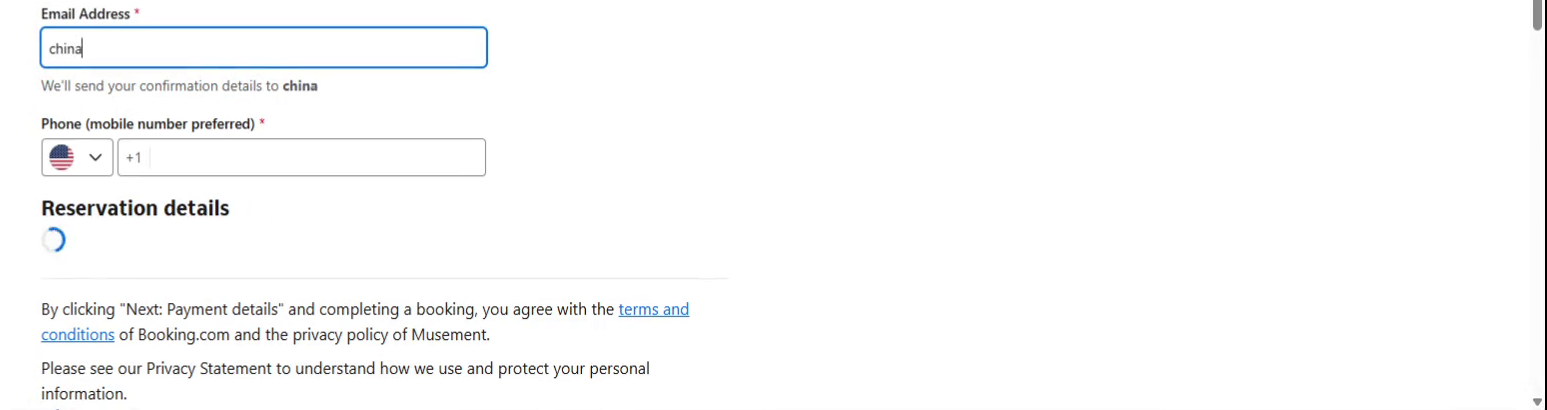 Email Address *
china
We'll send your confirmation details to china
Phone (mobile number preferred) *
+1
Reservation details
By clicking "Next: Payment details" and completing a booking, you agree with the terms and
conditions of Booking.com and the privacy policy of Musement.
Please see our Privacy Statement to understand how we use and protect your personal
information.